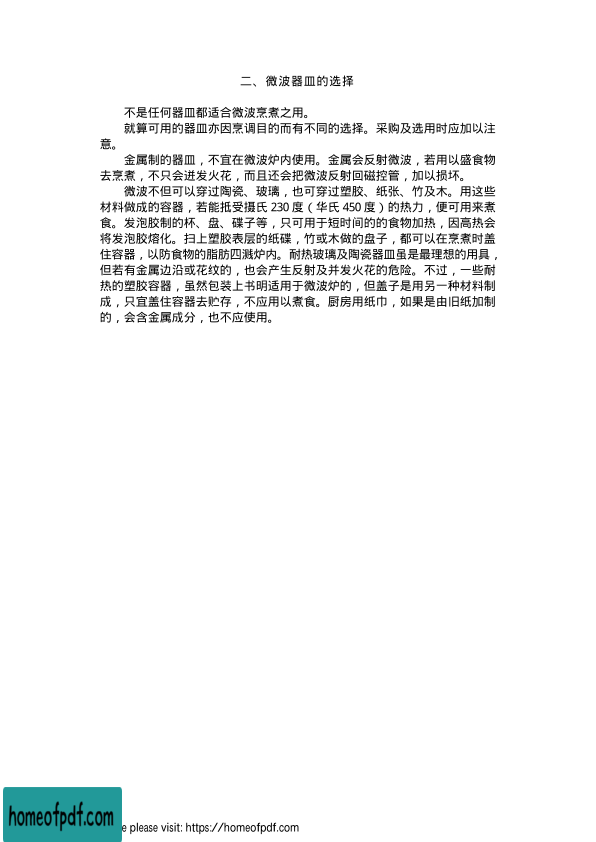 二、微波器皿的选择
不是任何器皿都适合微波烹煮之用。
就算可用的器皿亦因烹调目的而有不同的选择。采购及选用时应加以注
意。
金属制的器皿，不宜在微波炉内使用。金属会反射微波，若用以盛食物
去烹煮，不只会迸发火花，而且还会把微波反射回磁控管，加以损坏。
微波不但可以穿过陶瓷、玻璃，也可穿过塑胶、纸张、竹及木。用这些
材料做成的容器，若能抵受摄氏 230 度（华氏 450 度）的热力，便可用来煮
食。发泡胶制的杯、盘、碟子等，只可用于短时间的的食物加热，因高热会
将发泡胶熔化。扫上塑胶表层的纸碟，竹或木做的盘子，都可以在烹煮时盖
住容器，以防食物的脂肪四溅炉内。耐热玻璃及陶瓷器皿虽是最理想的用具，
但若有金属边沿或花纹的，也会产生反射及并发火花的危险。不过，一些耐
热的塑胶容器，虽然包装上书明适用于微波炉的，但盖子是用另一种材料制
成，只宜盖住容器去贮存，不应用以煮食。厨房用纸巾，如果是由旧纸加制
的，会含金属成分，也不应使用。
homeofpdf.com
e please visit: https://homeofpdf.com